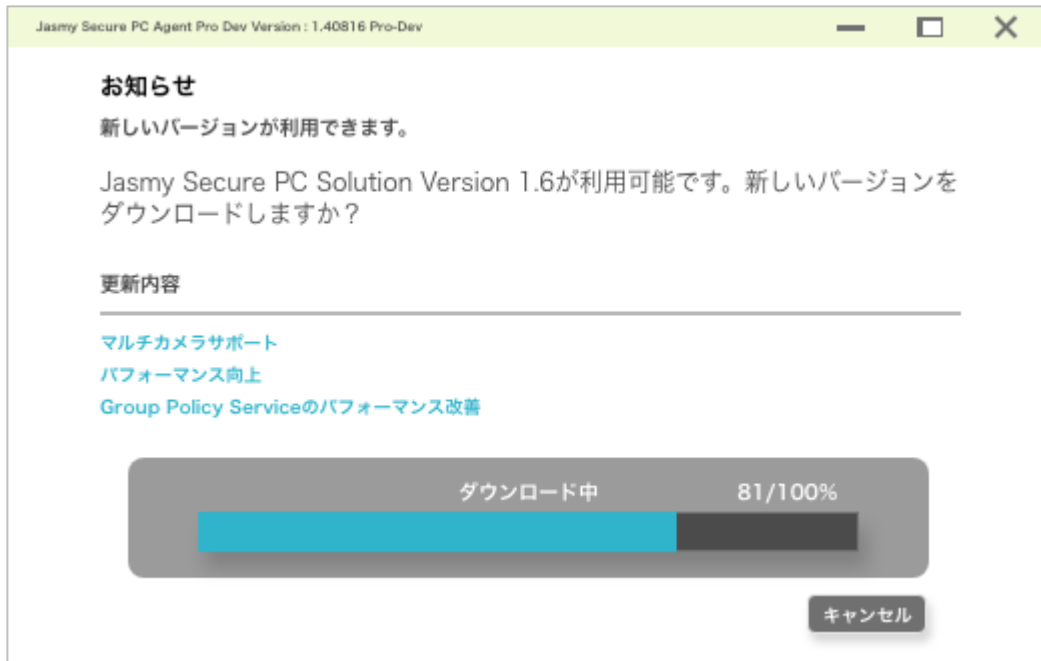 Jasmy Secure PC Agent Pro Dev Version : 1.40816 Pro-Dev
お知らせ
新しいバージョンが利用できます。
Jasmy Secure PC Solution Version 1.6が利用可能です。新しいバージョンを
ダウンロードしますか？
更新内容
マルチカメラサポート
パフォーマンス向上
Group Policy Serviceのパフォーマンス改善
ダウンロード中 81/100%
キャンセル